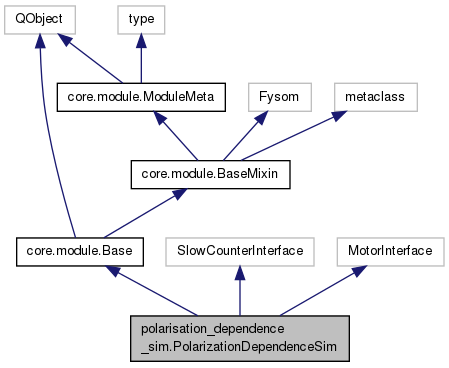 QObject
type
core.module.ModuleMeta
Fysom
metaclass
core.module.BaseMixin
core.module.Base
SlowCounterInterface
MotorInterface
polarisation_dependence
_sim.PolarizationDependenceSim